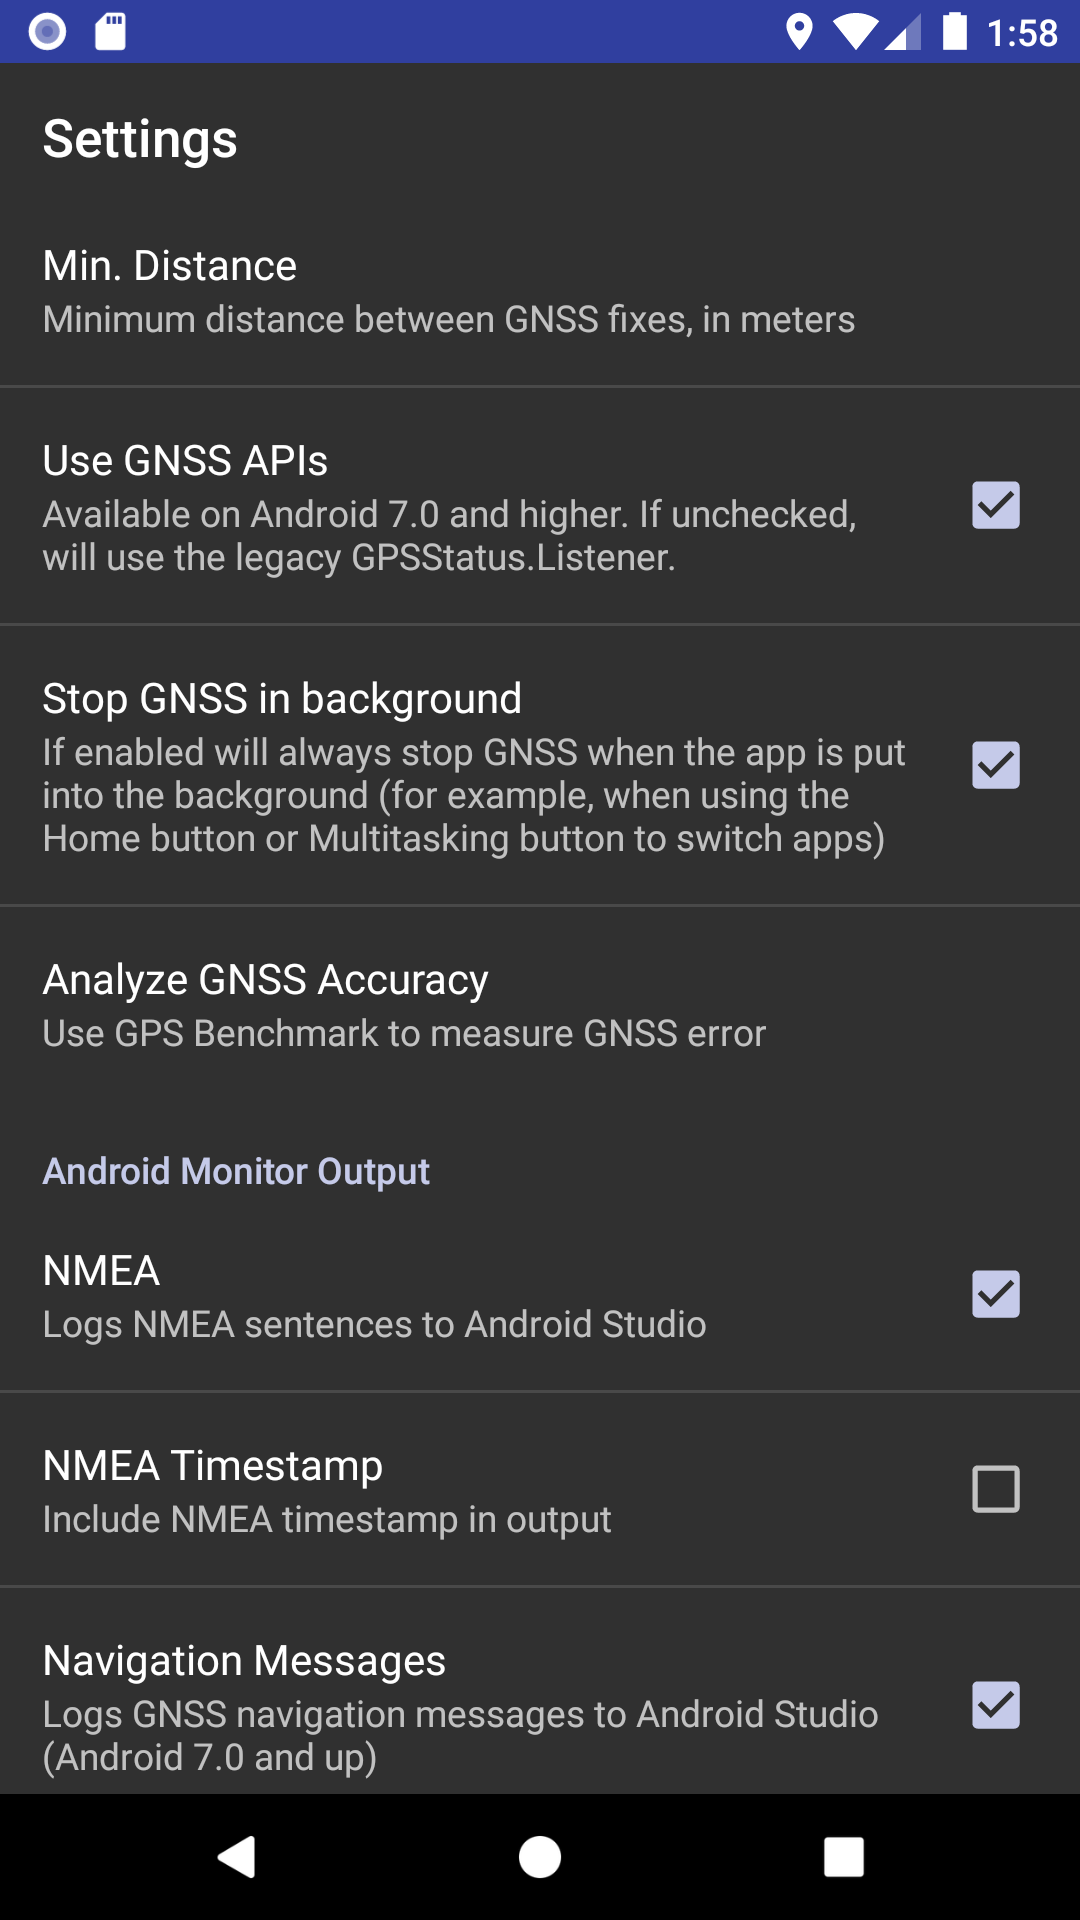 1:58
Settings
Min. Distance
Minimum distance between GNSS fixes, in meters
Use GNSS APIs
Available on Android 7.0 and higher. If unchecked,
will use the legacy GPSStatus.Listener.
Stop GNSS in background
If enabled will always stop GNSS when the app is put
into the background (for example, when using the
Home button or Multitasking button to switch apps)
Analyze GNSS Accuracy
Use GPS Benchmark to measure GNSS error
Android Monitor Output
NMEA
Logs NMEA sentences to Android Studio
NMEA Timestamp
Include NMEA timestamp in output
Navigation Messages
Logs GNSS navigation messages to Android Studio
(Android 7.0 and up)